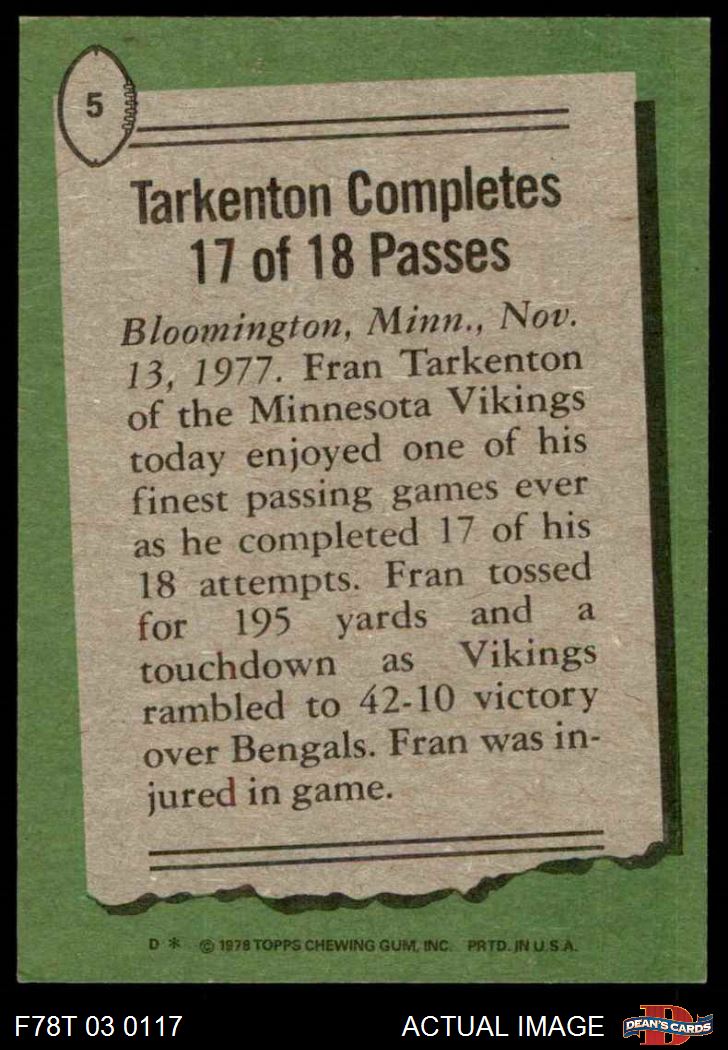 5
Tarkenton Completes
17 of 18 Passes
Bloomington, Minn., Nov.
13, 1977. Fran Tarkenton
of the Minnesota Vikings
today enjoyed one of his
finest passing games ever
as he completed 17 of his
18 attempts. Fran tossed
for 195 yards and a
touchdown as Vikings
rambled to 42-10 victory
over Bengals. Fran was in-
jured in game.
D * © 1978 TOPPS CHEWING GUM, INC. PRTD. IN U.S.A.
F78T 03 0117 ACTUAL IMAGE D DEAN'S CARDS